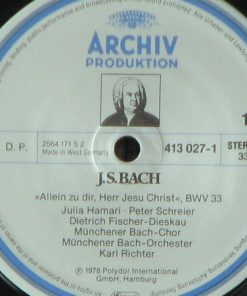 ARCHIV
PRODUKTION
D. P.
2564 171 S 2
Made in West Germany
413 027-1
STER
33
J.S.BACH
»Allein zu dir, Herr Jesu Christ«, BWV 33
Julia Hamari · Peter Schreier
Dietrich Fischer-Dieskau
Münchener Bach-Chor
Münchener Bach-Orchester
Karl Richter
℗ 1978 Polydor International
GmbH, Hamburg